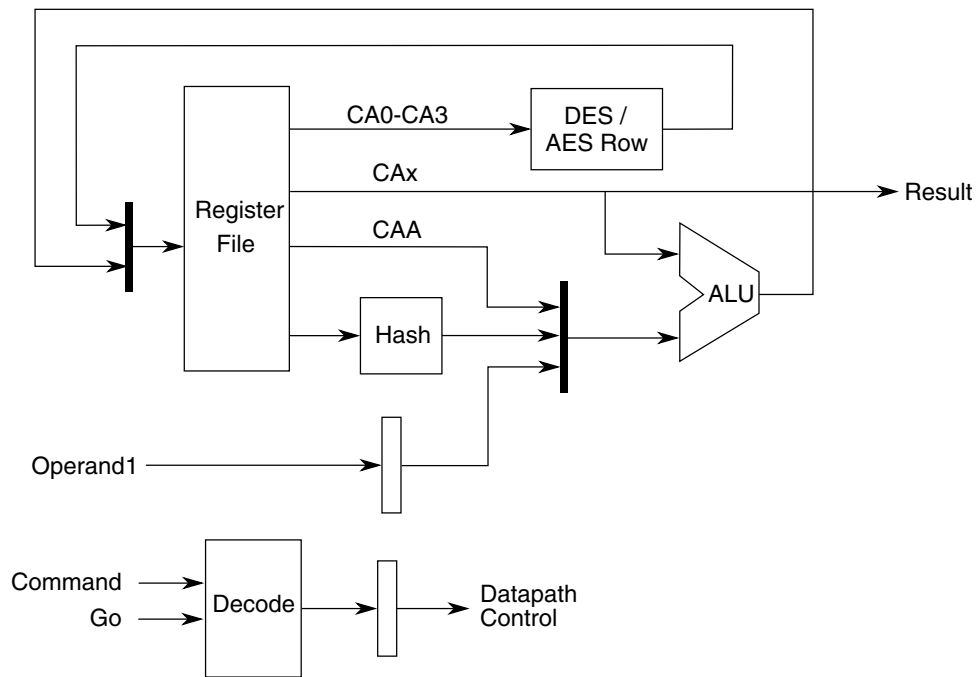 CA0-CA3
DES /
AES Row
CAx
Result
Register
File
CAA
ALU
Hash
Operand1
Command
Go
Decode
Datapath
Control